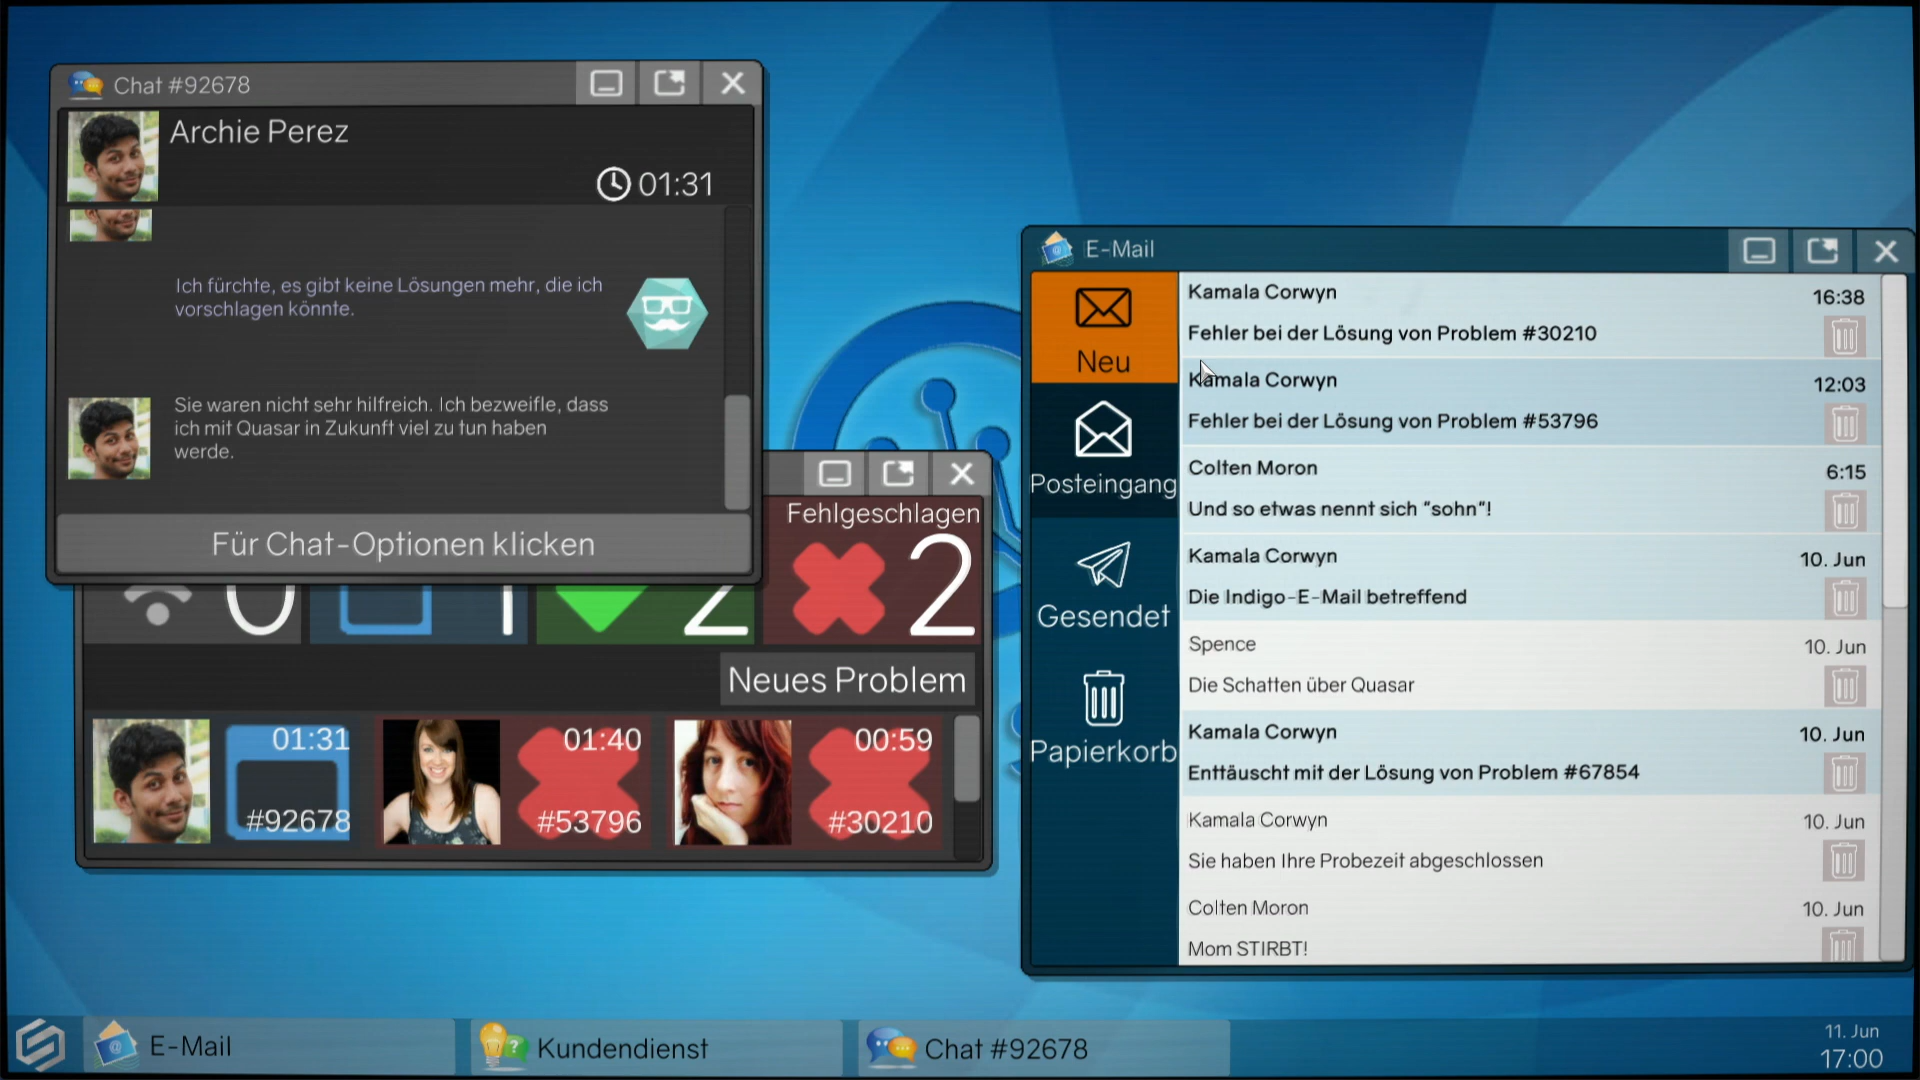 Chat #92678
Archie Perez
01:31
Ich fürchte, es gibt keine Lösungen mehr, die ich
vorschlagen könnte.
Sie waren nicht sehr hilfreich. Ich bezweifle, dass
ich mit Quasar in Zukunft viel zu tun haben
werde.
Für Chat-Optionen klicken
Fehlgeschlagen
0
1
2
2
Neues Problem
01:31
#92678
01:40
#53796
00:59
#30210
E-Mail
Neu
Posteingang
Gesendet
Papierkorb
Kamala Corwyn
16:38
Fehler bei der Lösung von Problem #30210
Kamala Corwyn
12:03
Fehler bei der Lösung von Problem #53796
Colten Moron
6:15
Und so etwas nennt sich "sohn"!
Kamala Corwyn
10. Jun
Die Indigo-E-Mail betreffend
Spence
10. Jun
Die Schatten über Quasar
Kamala Corwyn
10. Jun
Enttäuscht mit der Lösung von Problem #67854
Kamala Corwyn
10. Jun
Sie haben Ihre Probezeit abgeschlossen
Colten Moron
10. Jun
Mom STIRBT!
E-Mail
Kundendienst
Chat #92678
11. Jun
17:00